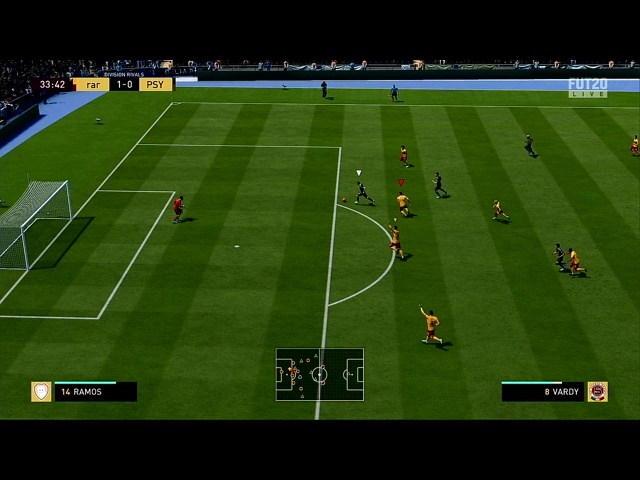 DIVISION RIVALS
33:42 rar 1-0 PSY
FUT20
LIVE
14 RAMOS
8 VARDY